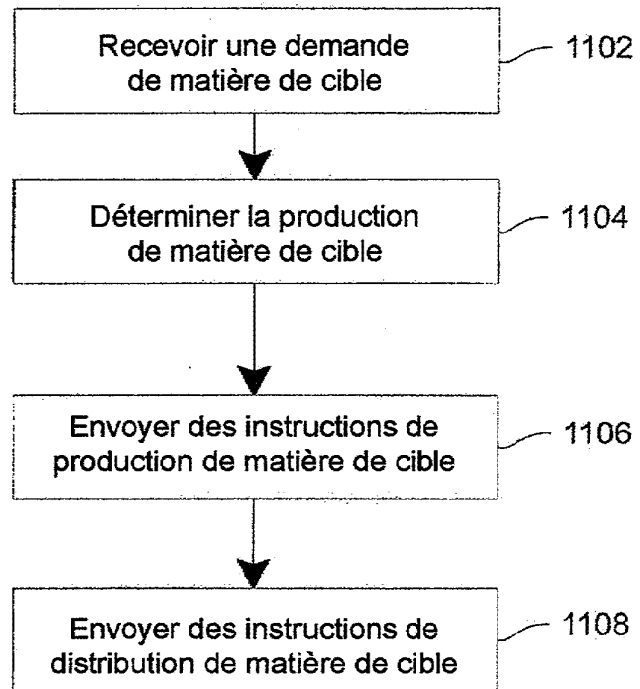 Recevoir une demande
de matière de cible
1102
Déterminer la production
de matière de cible
1104
Envoyer des instructions de
production de matière de cible
1106
Envoyer des instructions de
distribution de matière de cible
1108